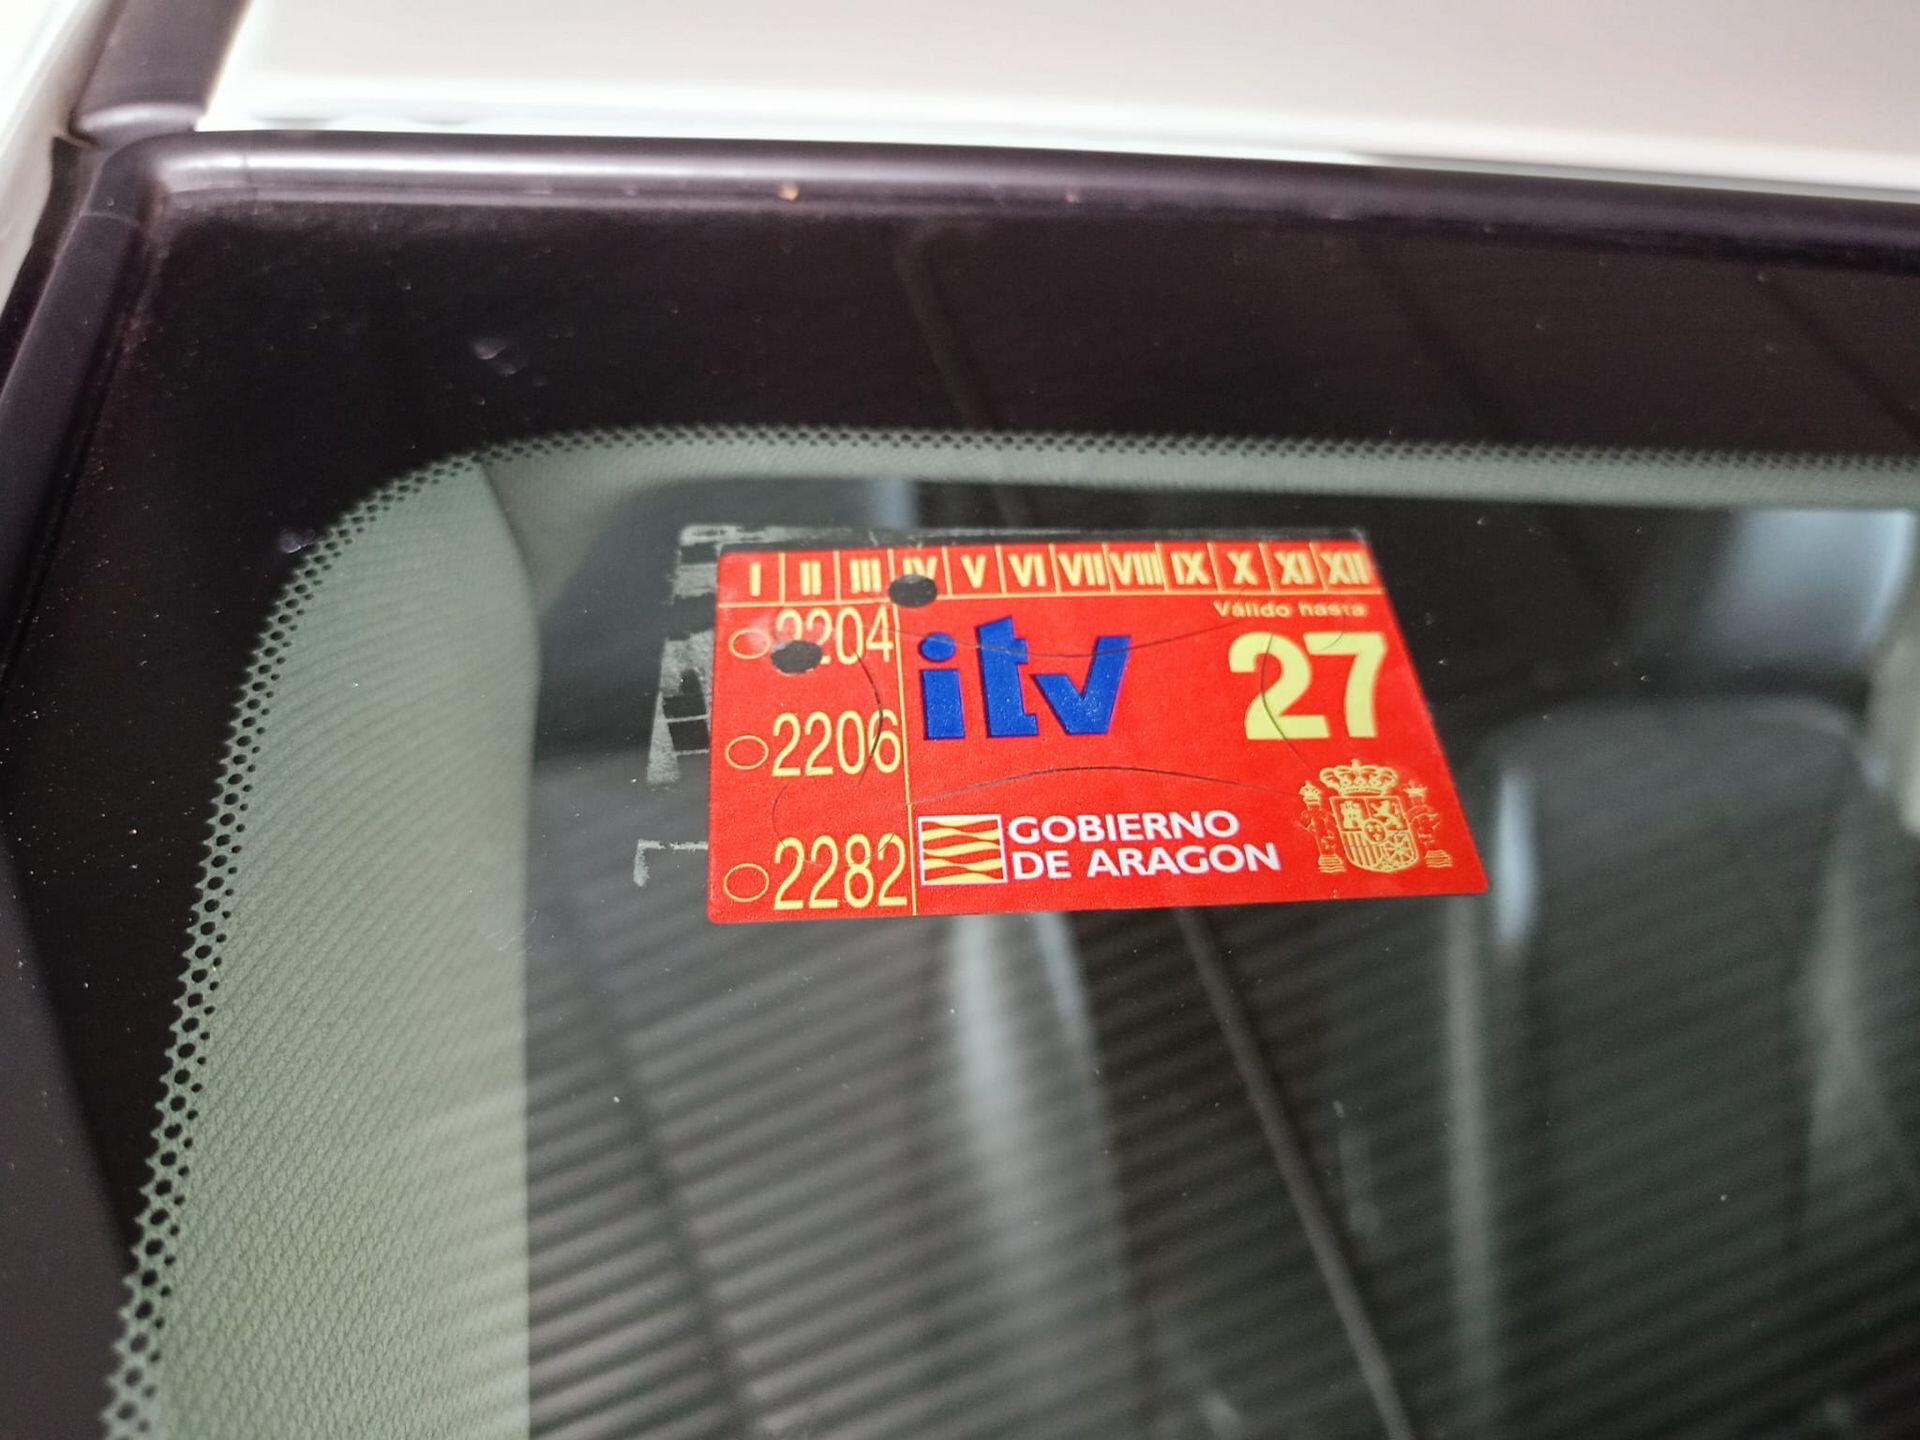 I II III IV V VI VII VIII IX X XI XII
Válido hasta
2204
itv
27
2206
2282
GOBIERNO
DE ARAGON